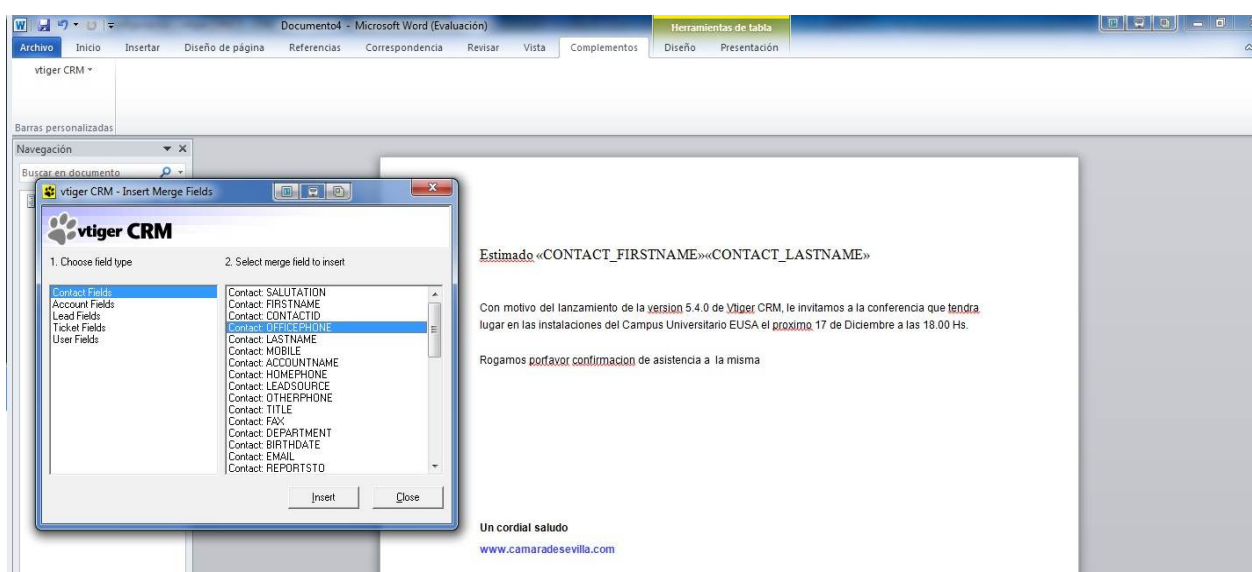 Documento4 - Microsoft Word (Evaluación)
Herramientas de tabla
Archivo Inicio Insertar Diseño de página Referencias Correspondencia Revisar Vista Complementos Diseño Presentación
vtiger CRM
Barras personalizadas
Navegación
Buscar en documento
vtiger CRM - Insert Merge Fields
vtiger CRM
1. Choose field type
2. Select merge field to insert
Contact Fields
Account Fields
Lead Fields
Ticket Fields
User Fields
Contact: SALUTATION
Contact: FIRSTNAME
Contact: CONTACTID
Contact: OFFICEPHONE
Contact: LASTNAME
Contact: MOBILE
Contact: ACCOUNTNAME
Contact: HOMEPHONE
Contact: LEADSOURCE
Contact: OTHERPHONE
Contact: TITLE
Contact: FAX
Contact: DEPARTMENT
Contact: BIRTHDATE
Contact: EMAIL
Contact: REPORTSTO
Insert Close
Estimado «CONTACT_FIRSTNAME»«CONTACT_LASTNAME»
Con motivo del lanzamiento de la version 5.4.0 de Vtiger CRM, le invitamos a la conferencia que tendra
lugar en las instalaciones del Campus Universitario EUSA el proximo 17 de Diciembre a las 18.00 Hs.
Rogamos porfavor confirmacion de asistencia a la misma
Un cordial saludo
www.camaradesevilla.com